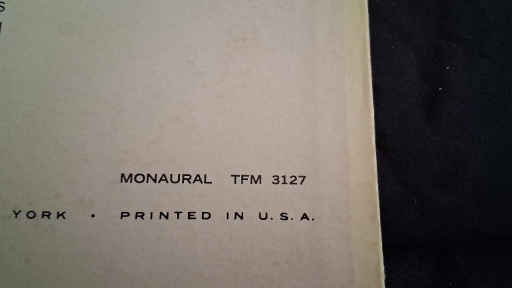 MONAURAL TFM 3127
YORK • PRINTED IN U.S.A.